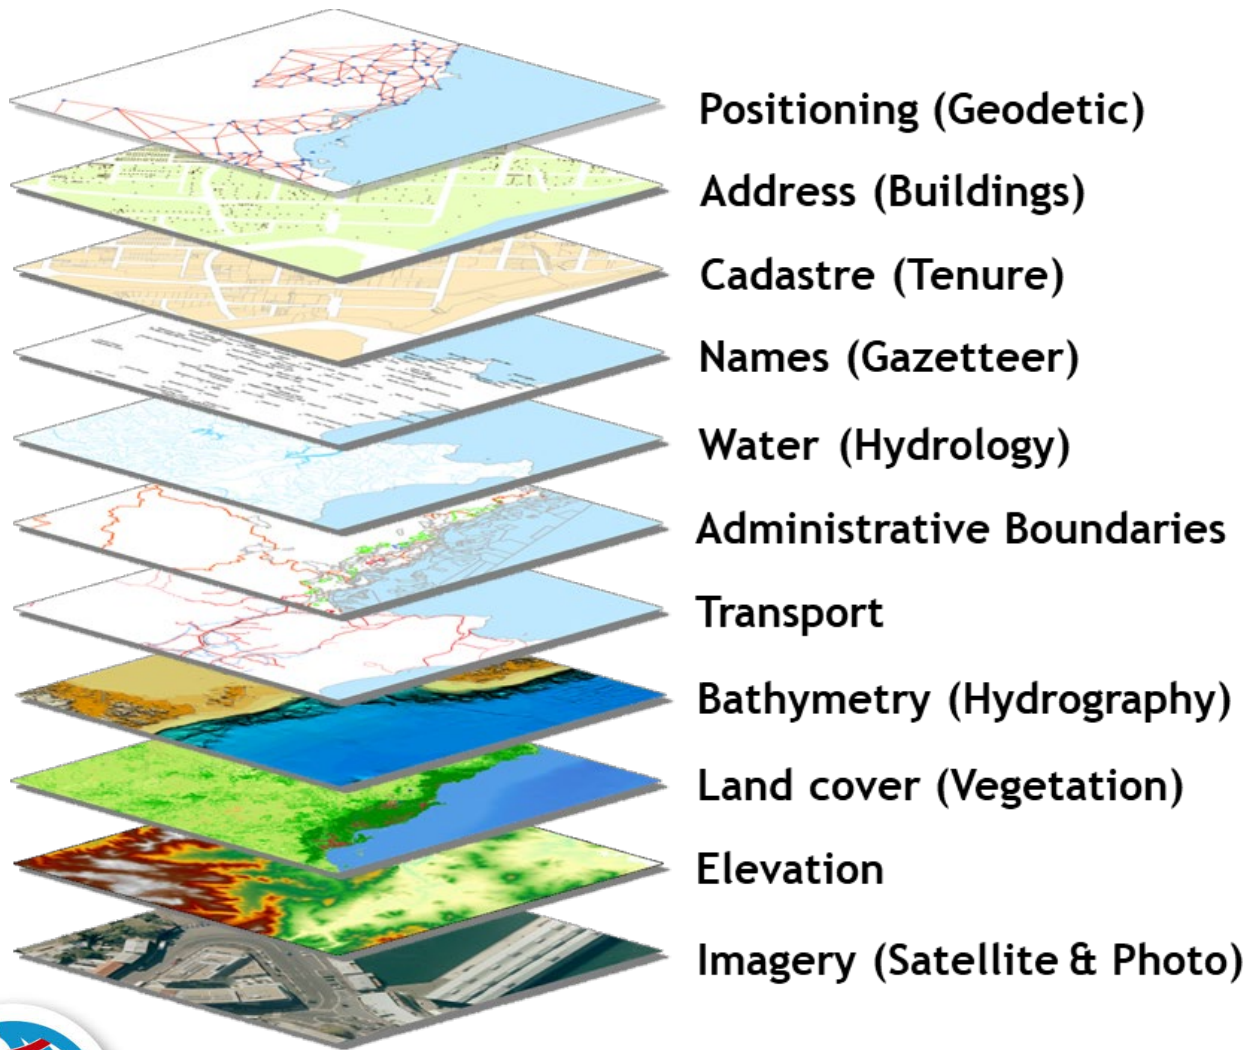 Positioning (Geodetic)
Address (Buildings)
Cadastre (Tenure)
Names (Gazetteer)
Water (Hydrology)
Administrative Boundaries
Transport
Bathymetry (Hydrography)
Land cover (Vegetation)
Elevation
Imagery (Satellite & Photo)